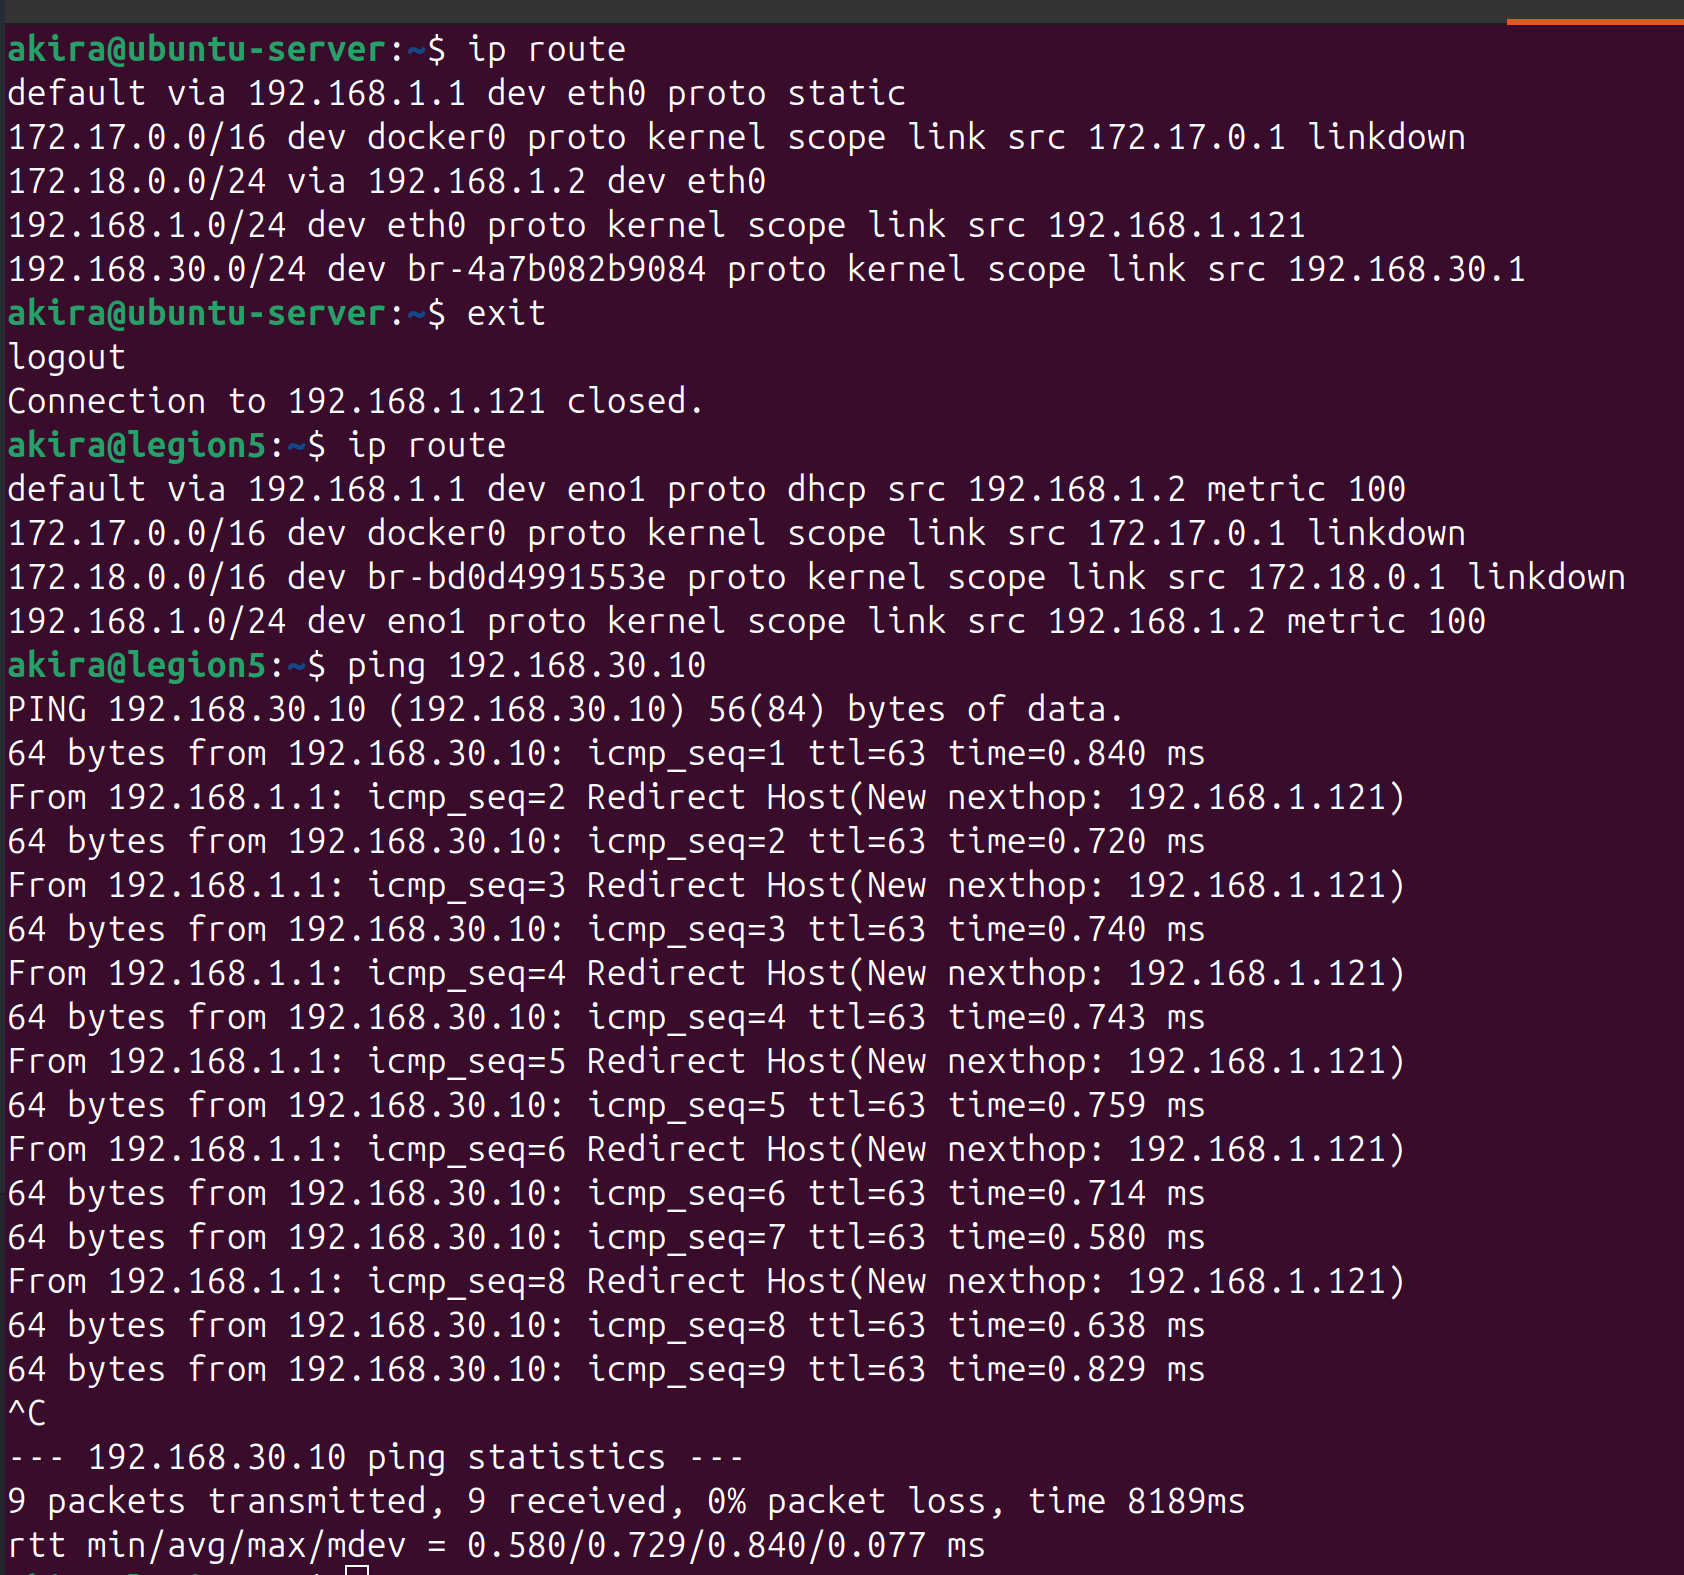 akira@ubuntu-server:~$ ip route
default via 192.168.1.1 dev eth0 proto static
172.17.0.0/16 dev docker0 proto kernel scope link src 172.17.0.1 linkdown
172.18.0.0/24 via 192.168.1.2 dev eth0
192.168.1.0/24 dev eth0 proto kernel scope link src 192.168.1.121
192.168.30.0/24 dev br-4a7b082b9084 proto kernel scope link src 192.168.30.1
akira@ubuntu-server:~$ exit
logout
Connection to 192.168.1.121 closed.
akira@legion5:~$ ip route
default via 192.168.1.1 dev eno1 proto dhcp src 192.168.1.2 metric 100
172.17.0.0/16 dev docker0 proto kernel scope link src 172.17.0.1 linkdown
172.18.0.0/16 dev br-bd0d4991553e proto kernel scope link src 172.18.0.1 linkdown
192.168.1.0/24 dev eno1 proto kernel scope link src 192.168.1.2 metric 100
akira@legion5:~$ ping 192.168.30.10
PING 192.168.30.10 (192.168.30.10) 56(84) bytes of data.
64 bytes from 192.168.30.10: icmp_seq=1 ttl=63 time=0.840 ms
From 192.168.1.1: icmp_seq=2 Redirect Host(New nexthop: 192.168.1.121)
64 bytes from 192.168.30.10: icmp_seq=2 ttl=63 time=0.720 ms
From 192.168.1.1: icmp_seq=3 Redirect Host(New nexthop: 192.168.1.121)
64 bytes from 192.168.30.10: icmp_seq=3 ttl=63 time=0.740 ms
From 192.168.1.1: icmp_seq=4 Redirect Host(New nexthop: 192.168.1.121)
64 bytes from 192.168.30.10: icmp_seq=4 ttl=63 time=0.743 ms
From 192.168.1.1: icmp_seq=5 Redirect Host(New nexthop: 192.168.1.121)
64 bytes from 192.168.30.10: icmp_seq=5 ttl=63 time=0.759 ms
From 192.168.1.1: icmp_seq=6 Redirect Host(New nexthop: 192.168.1.121)
64 bytes from 192.168.30.10: icmp_seq=6 ttl=63 time=0.714 ms
64 bytes from 192.168.30.10: icmp_seq=7 ttl=63 time=0.580 ms
From 192.168.1.1: icmp_seq=8 Redirect Host(New nexthop: 192.168.1.121)
64 bytes from 192.168.30.10: icmp_seq=8 ttl=63 time=0.638 ms
64 bytes from 192.168.30.10: icmp_seq=9 ttl=63 time=0.829 ms
^C
--- 192.168.30.10 ping statistics ---
9 packets transmitted, 9 received, 0% packet loss, time 8189ms
rtt min/avg/max/mdev = 0.580/0.729/0.840/0.077 ms